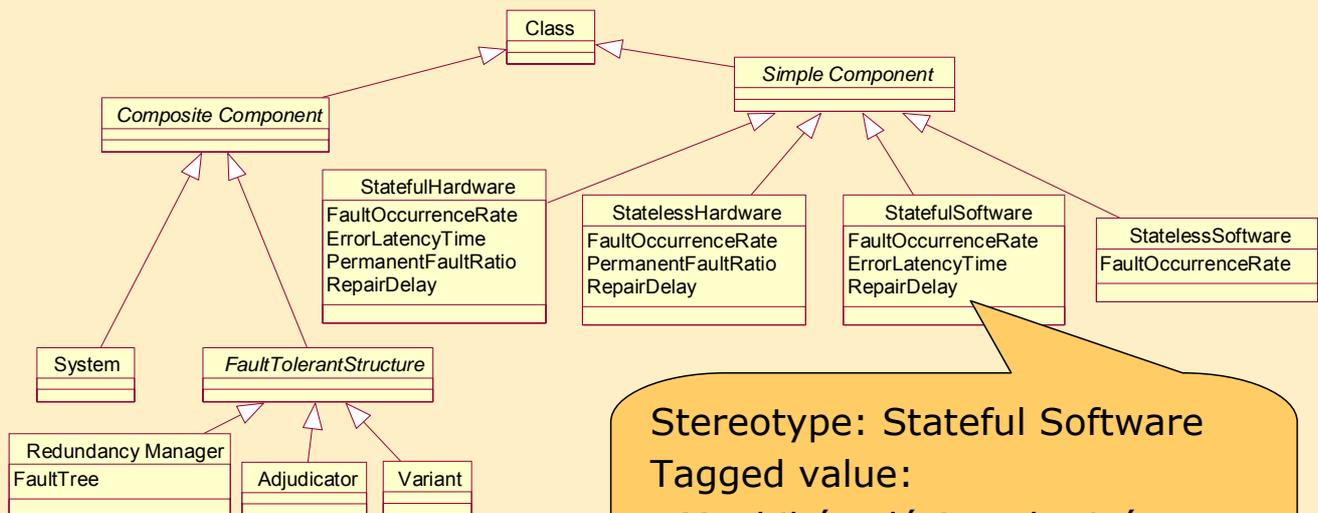 Class
Simple Component
Composite Component
StatefulHardware
FaultOccurrenceRate
ErrorLatencyTime
PermanentFaultRatio
RepairDelay
StatelessHardware
FaultOccurrenceRate
PermanentFaultRatio
RepairDelay
StatefulSoftware
FaultOccurrenceRate
ErrorLatencyTime
RepairDelay
StatelessSoftware
FaultOccurrenceRate
System
FaultTolerantStructure
Redundancy Manager
FaultTree
Adjudicator
Variant
Stereotype: Stateful Software
Tagged value: